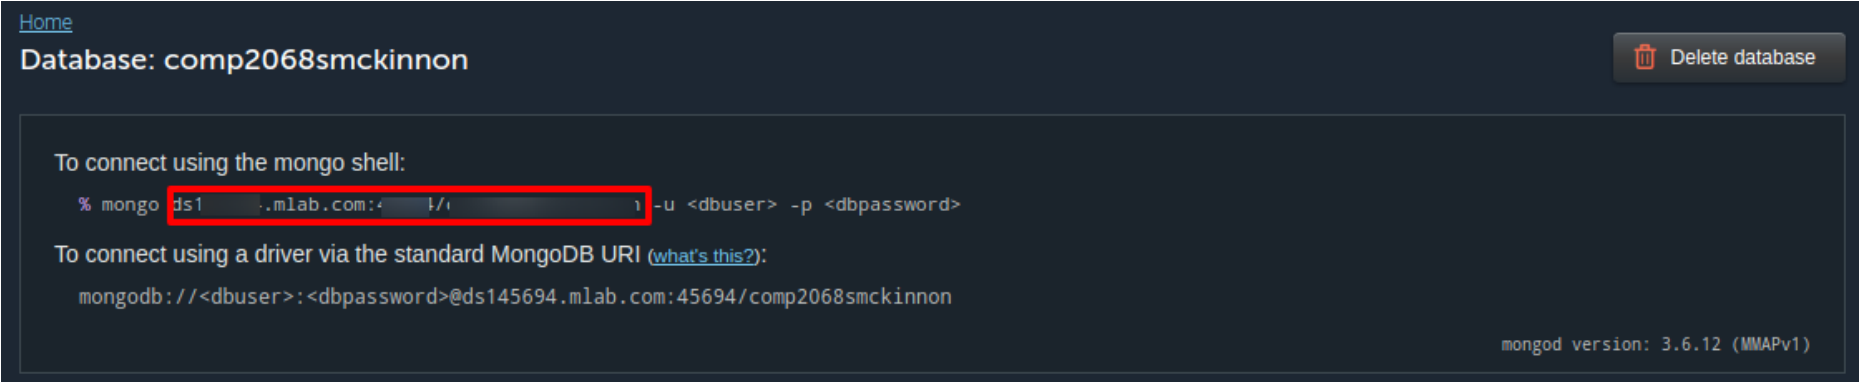 Home
Database: comp2068smckinnon
Delete database
To connect using the mongo shell:
% mongo ds1 .mlab.com: -u <dbuser> -p <dbpassword>
To connect using a driver via the standard MongoDB URI (what's this?):
mongodb://<dbuser>:<dbpassword>@ds145694.mlab.com:45694/comp2068smckinnon
mongod version: 3.6.12 (MMAPv1)